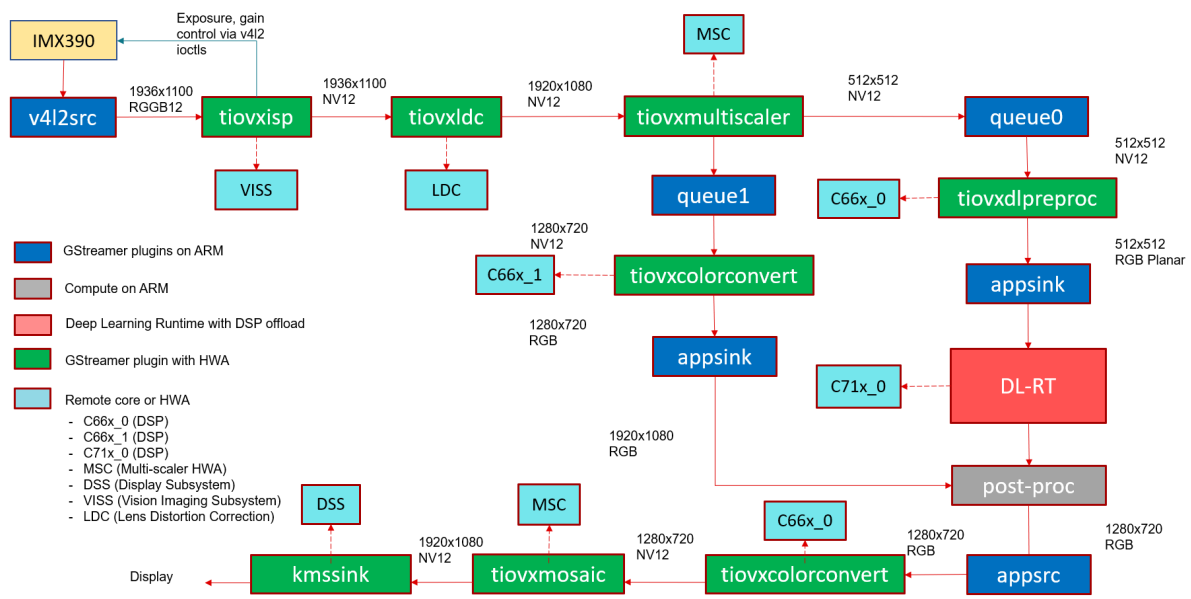 Exposure, gain
control via v4l2
ioctls
IMX390
MSC
1936x1100
RGGB12
1936x1100
NV12
1920x1080
NV12
512x512
NV12
v4l2src
tiovxisp
tiovxldc
tiovxmultiscaler
queue0
512x512
NV12
VISS
LDC
queue1
C66x_0
tiovxdlpreproc
1280x720
NV12
512x512
RGB Planar
GStreamer plugins on ARM
C66x_1
tiovxcolorconvert
appsink
Compute on ARM
1280x720
RGB
Deep Learning Runtime with DSP offload
GStreamer plugin with HWA
appsink
C71x_0
DL-RT
Remote core or HWA
- C66x_0 (DSP)
- C66x_1 (DSP)
- C71x_0 (DSP)
- MSC (Multi-scaler HWA)
- DSS (Display Subsystem)
- VISS (Vision Imaging Subsystem)
- LDC (Lens Distortion Correction)
1920x1080
RGB
post-proc
DSS
MSC
C66x_0
1920x1080
NV12
1280x720
NV12
1280x720
RGB
1280x720
RGB
Display
kmssink
tiovxmosaic
tiovxcolorconvert
appsrc